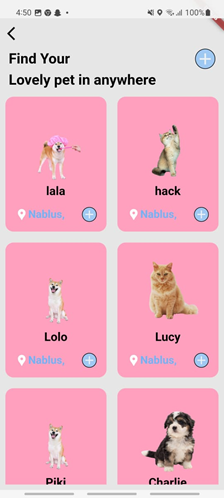 4:50
100%
Find Your
Lovely pet in anywhere
lala
hack
Nablus,
Nablus,
Lolo
Lucy
Nablus,
Nablus,
Piki
Charlie